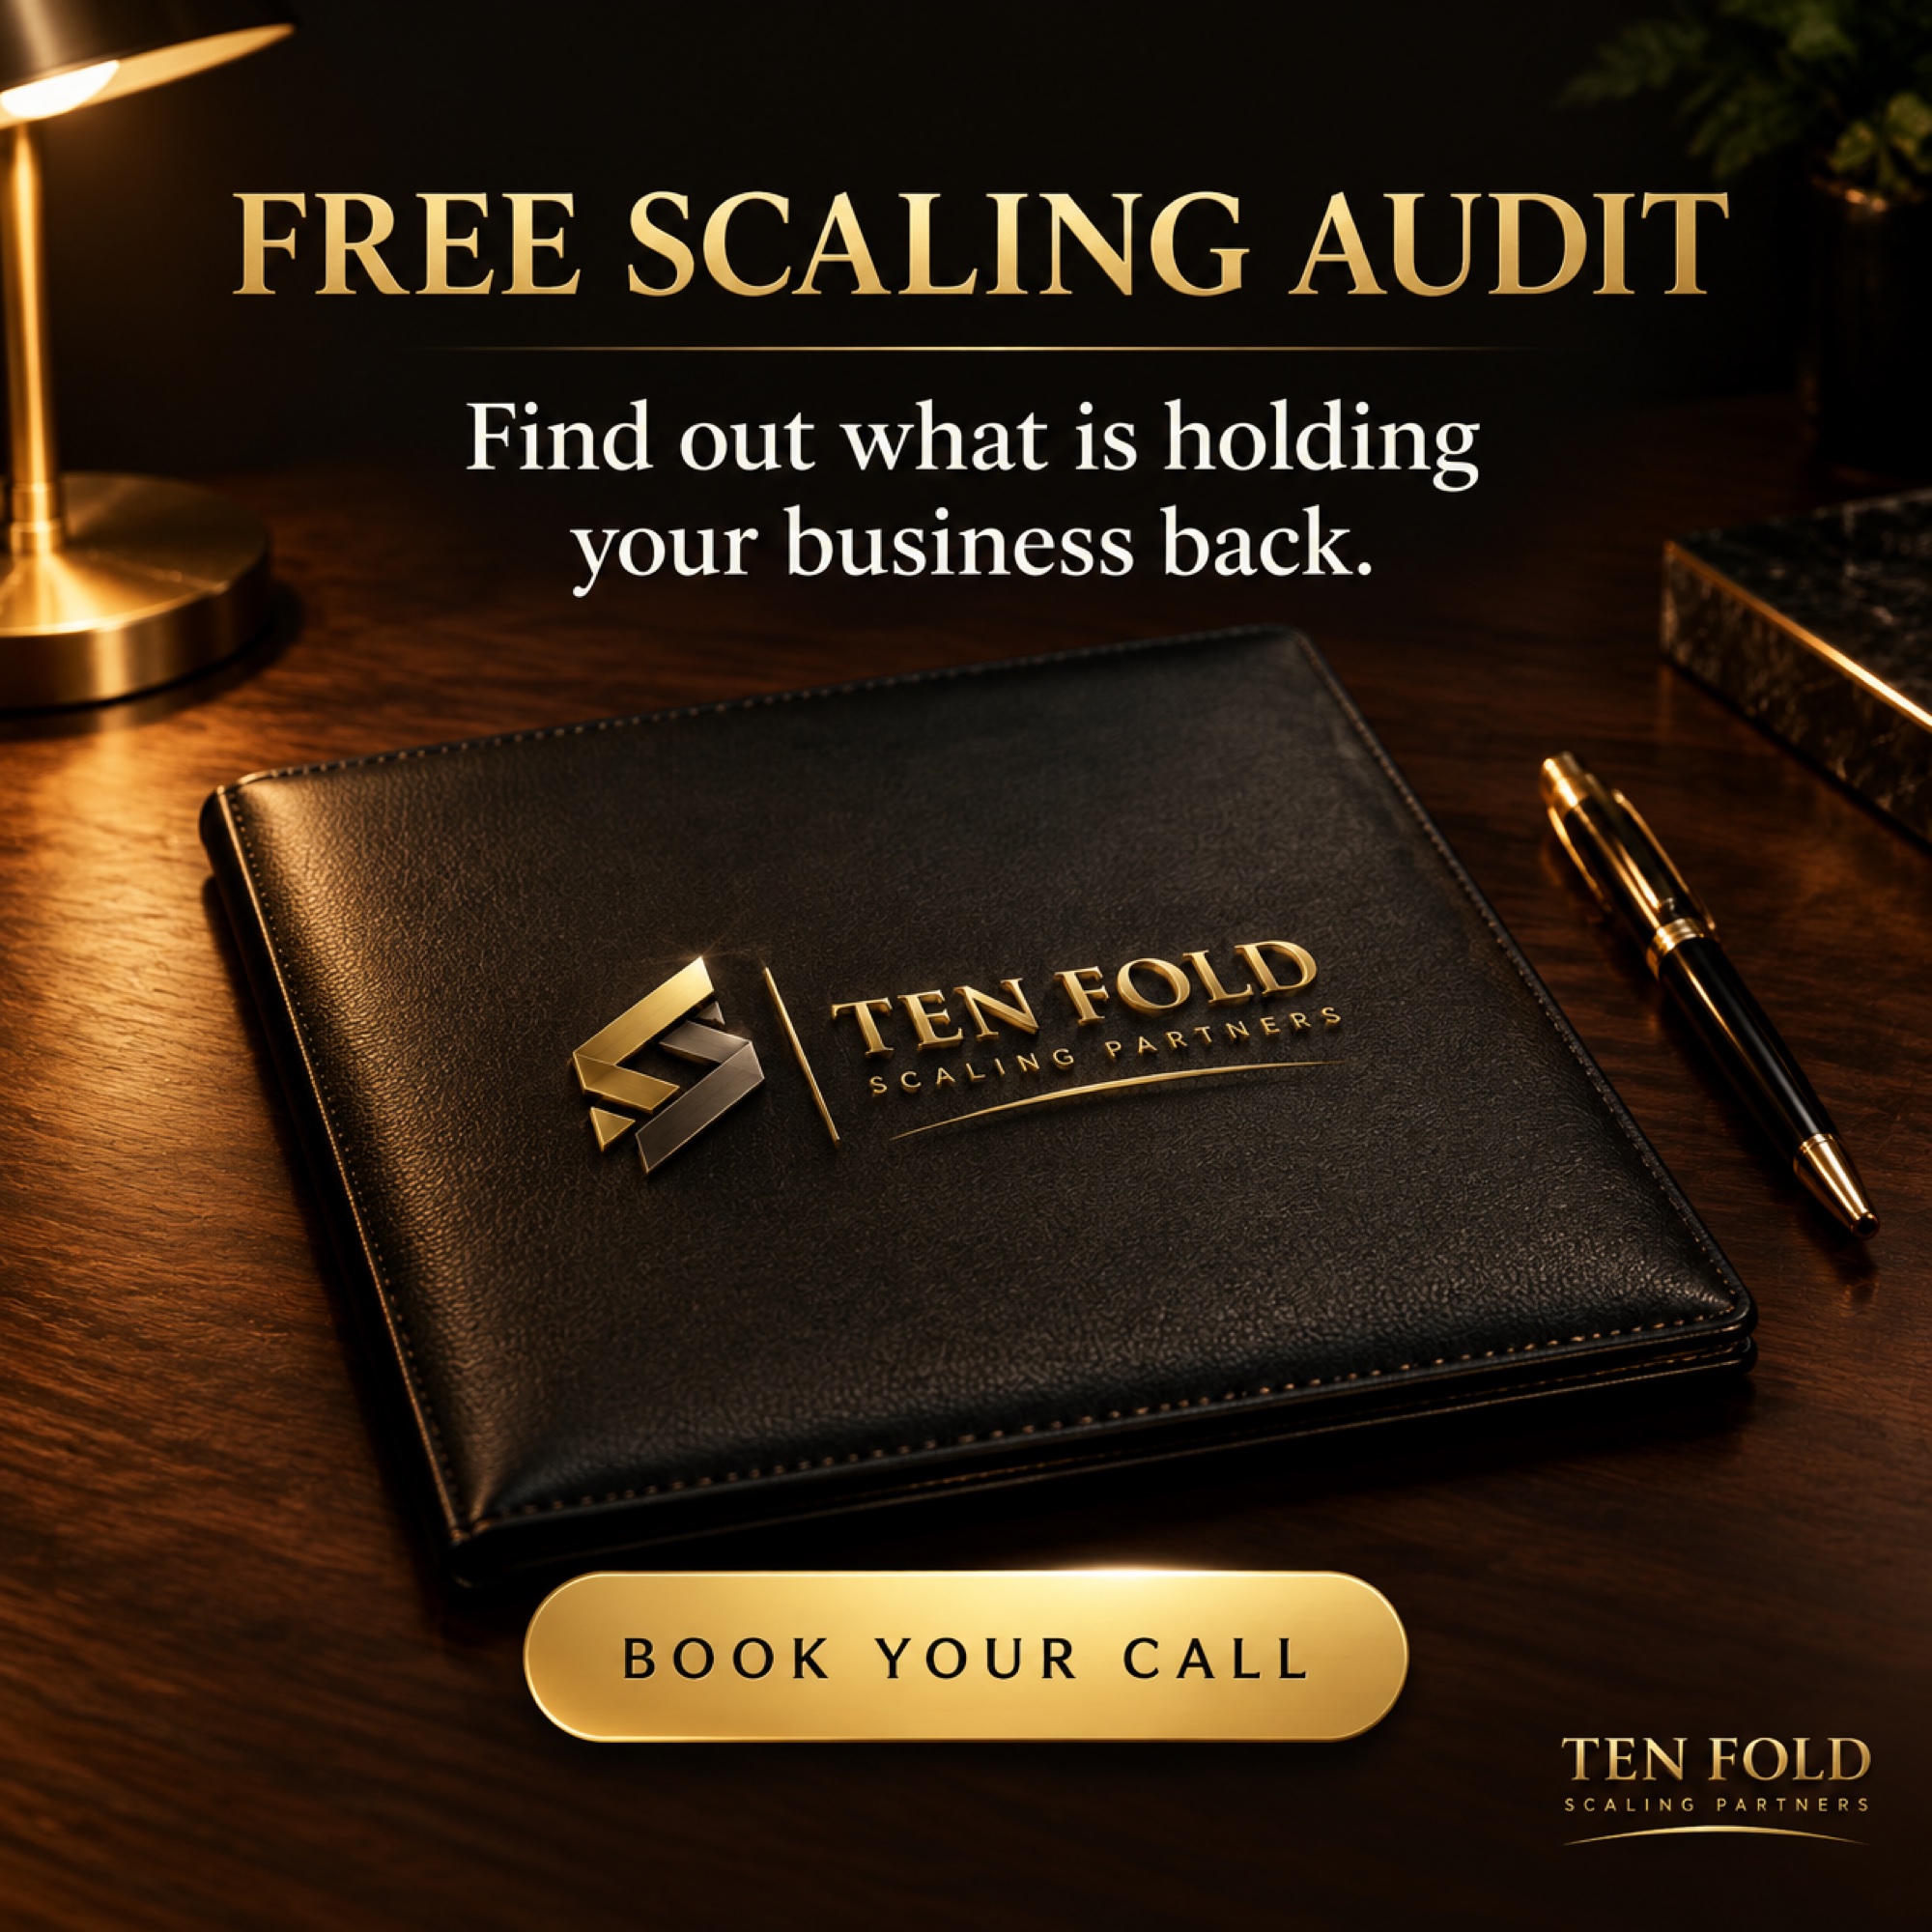 FREE SCALING AUDIT
Find out what is holding
your business back.
TEN FOLD
SCALING PARTNERS
BOOK YOUR CALL
TEN FOLD
SCALING PARTNERS